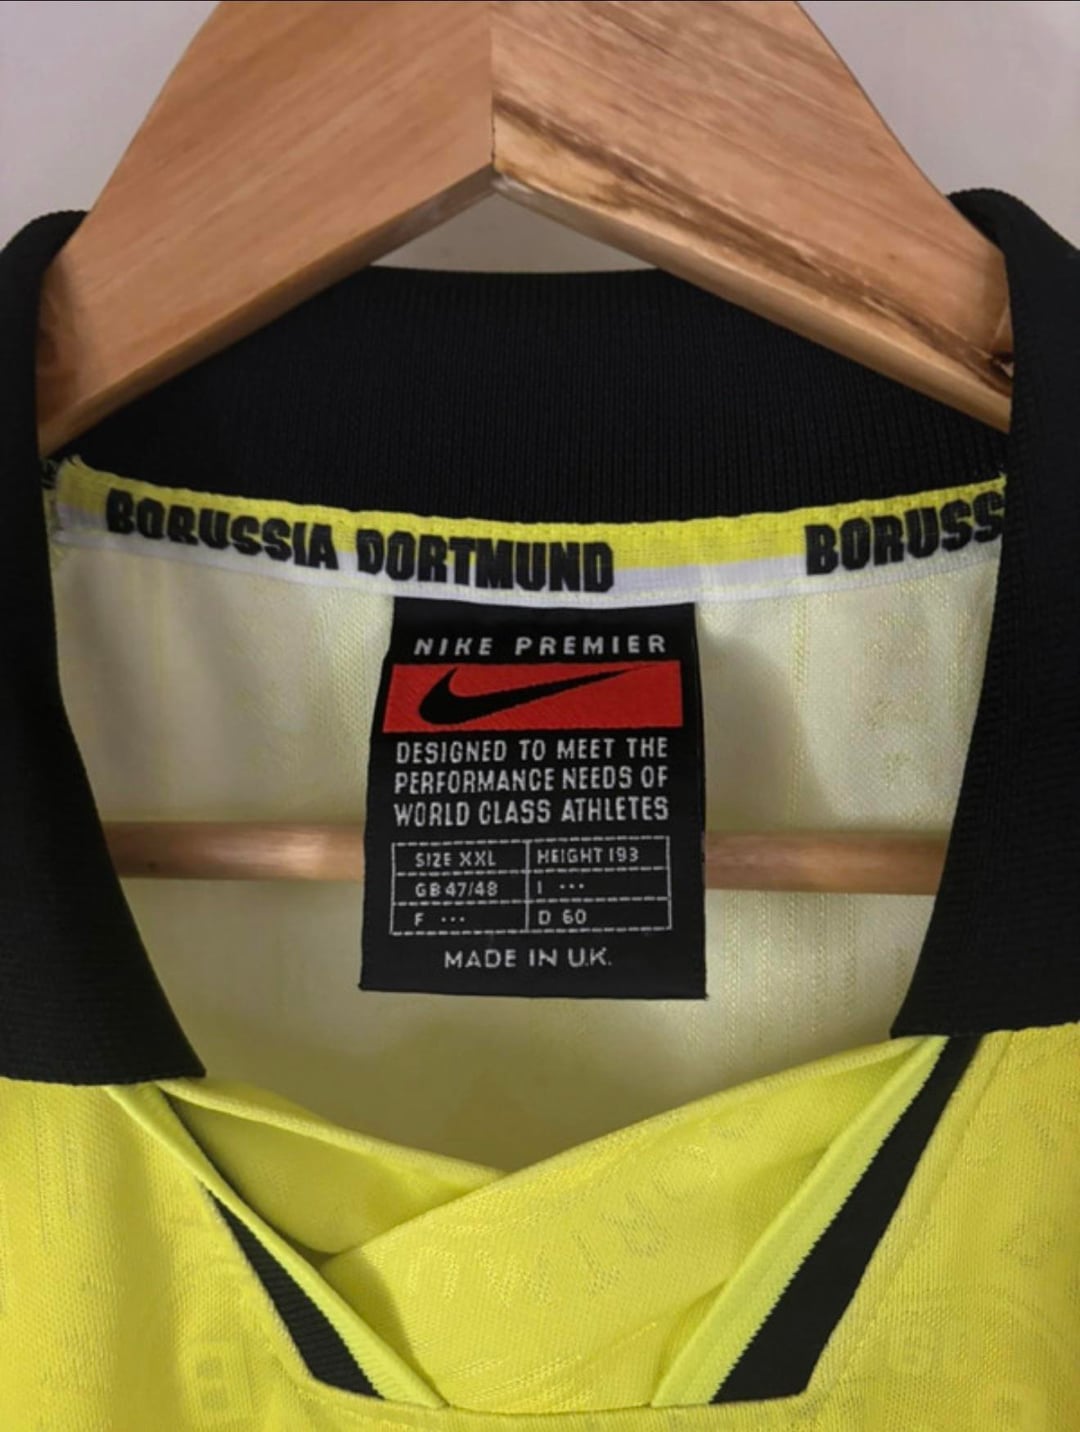 BORUSSIA DORTMUND BORUSS
NIKE PREMIER
DESIGNED TO MEET THE
PERFORMANCE NEEDS OF
WORLD CLASS ATHLETES
SIZE XXL HEIGHT 193
GB 47/48 I ...
F ... D 60
MADE IN U.K.